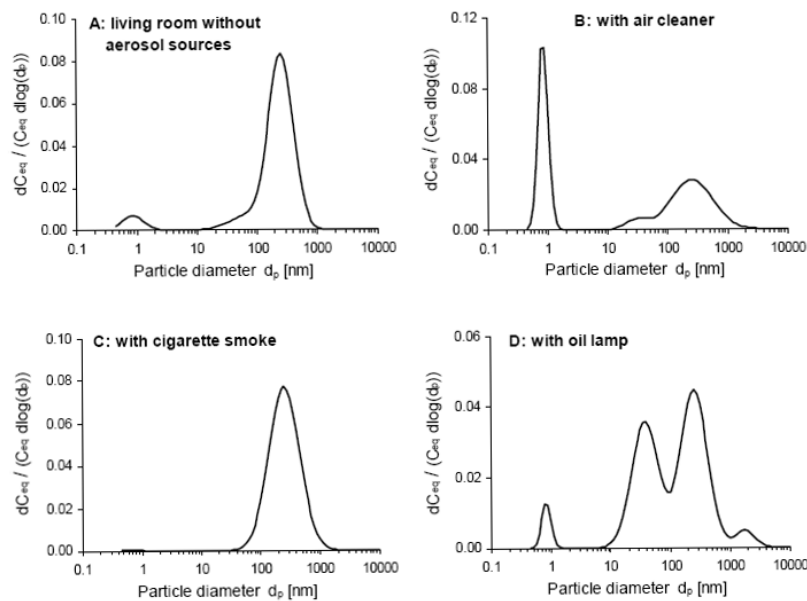 A: living room without
aerosol sources
dCeq / (Ceq dlog(dp))
0.10
0.08
0.06
0.04
0.02
0.00
0.1 1 10 100 1000 10000
Particle diameter dp [nm]
B: with air cleaner
dCeq / (Ceq dlog(dp))
0.12
0.08
0.04
0.00
0.1 1 10 100 1000 10000
Particle diameter dp [nm]
C: with cigarette smoke
dCeq / (Ceq dlog(dp))
0.10
0.08
0.06
0.04
0.02
0.00
0.1 1 10 100 1000 10000
Particle diameter dp [nm]
D: with oil lamp
dCeq / (Ceq dlog(dp))
0.06
0.04
0.02
0.00
0.1 1 10 100 1000 10000
Particle diameter dp [nm]